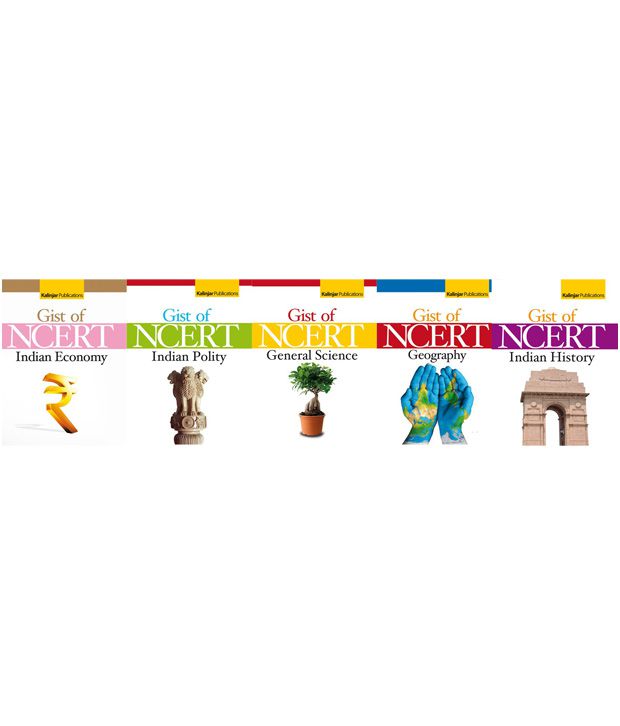 Kalinjar Publications
Gist of
NCERT
Indian Economy
Kalinjar Publications
Gist of
NCERT
Indian Polity
Kalinjar Publications
Gist of
NCERT
General Science
Kalinjar Publications
Gist of
NCERT
Geography
Kalinjar Publications
Gist of
NCERT
Indian History